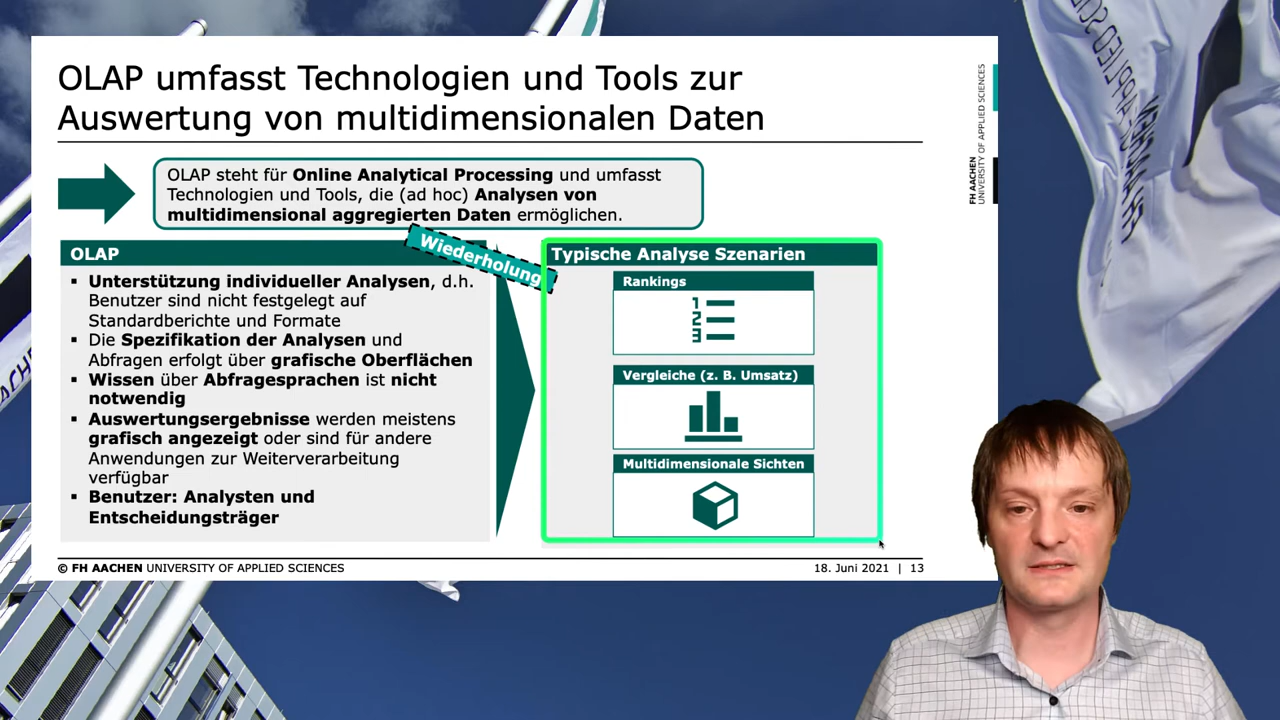 OLAP umfasst Technologien und Tools zur
Auswertung von multidimensionalen Daten
OLAP steht für Online Analytical Processing und umfasst
Technologien und Tools, die (ad hoc) Analysen von
multidimensional aggregierten Daten ermöglichen.
Wiederholung
OLAP
▪ Unterstützung individueller Analysen, d.h.
Benutzer sind nicht festgelegt auf
Standardberichte und Formate
▪ Die Spezifikation der Analysen und
Abfragen erfolgt über grafische Oberflächen
▪ Wissen über Abfragesprachen ist nicht
notwendig
▪ Auswertungsergebnisse werden meistens
grafisch angezeigt oder sind für andere
Anwendungen zur Weiterverarbeitung
verfügbar
▪ Benutzer: Analysten und
Entscheidungsträger
Typische Analyse Szenarien
Rankings
1
2
3
Vergleiche (z. B. Umsatz)
Multidimensionale Sichten
© FH AACHEN UNIVERSITY OF APPLIED SCIENCES
18. Juni 2021 | 13
FH AACHEN
UNIVERSITY OF APPLIED SCIENCES